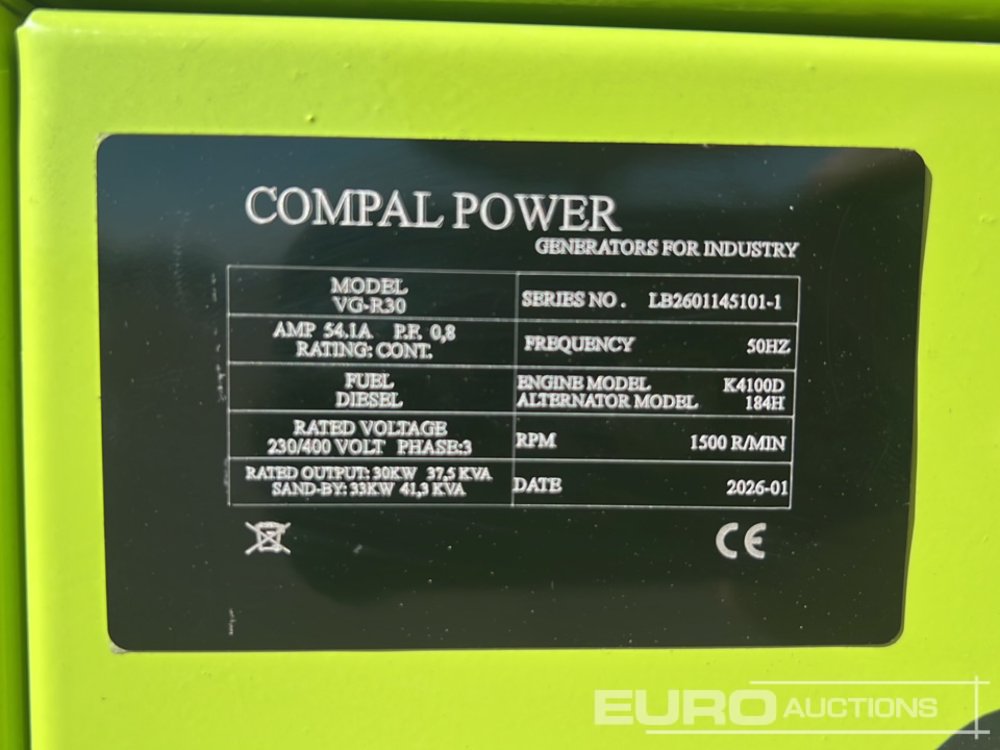 COMPAL POWER
GENERATORS FOR INDUSTRY
MODEL
VG-R30
SERIES NO. LB2601145101-1
AMP 54.1A P.F. 0,8
RATING: CONT.
FREQUENCY 50HZ
FUEL
DIESEL
ENGINE MODEL K4100D
ALTERNATOR MODEL 184H
RATED VOLTAGE
230/400 VOLT PHASE:3
RPM 1500 R/MIN
RATED OUTPUT: 30KW 37,5 KVA
SAND-BY: 33KW 41,3 KVA
DATE 2026-01
CE
EURO AUCTIONS